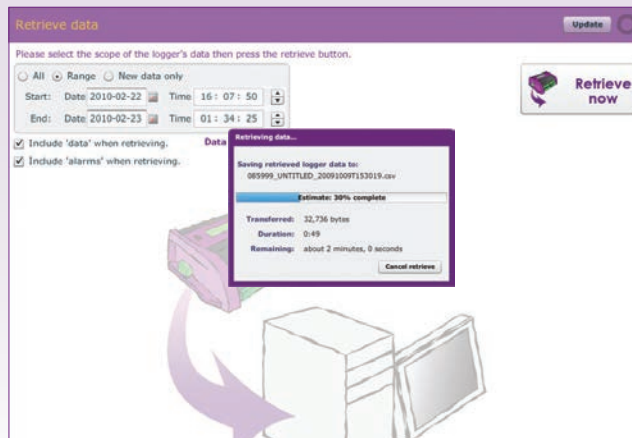 Retrieve data
Update
Please select the scope of the logger's data then press the retrieve button.
All Range New data only
Start: Date 2010-02-22 Time 16 : 07 : 50
End: Date 2010-02-23 Time 01 : 34 : 25
Retrieve
now
Include 'data' when retrieving.
Data
Include 'alarms' when retrieving.
Retrieving data...
Saving retrieved logger data to:
085999_UNTITLED_20091009T153019.csv
Estimate: 30% complete
Transferred: 32,736 bytes
Duration: 0:49
Remaining: about 2 minutes, 0 seconds
Cancel retrieve